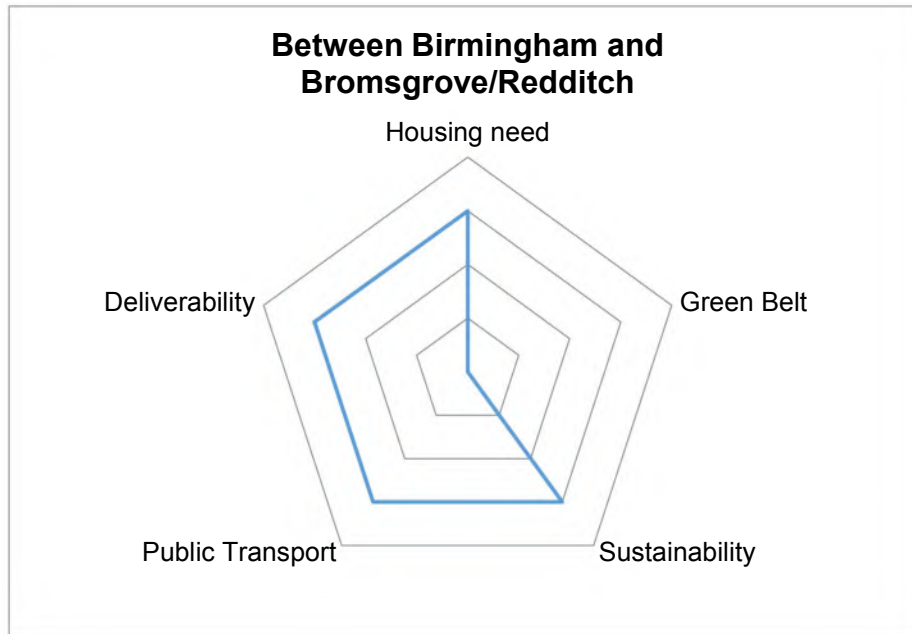 Between Birmingham and
Bromsgrove/Redditch
Housing need
Deliverability
Green Belt
Public Transport
Sustainability